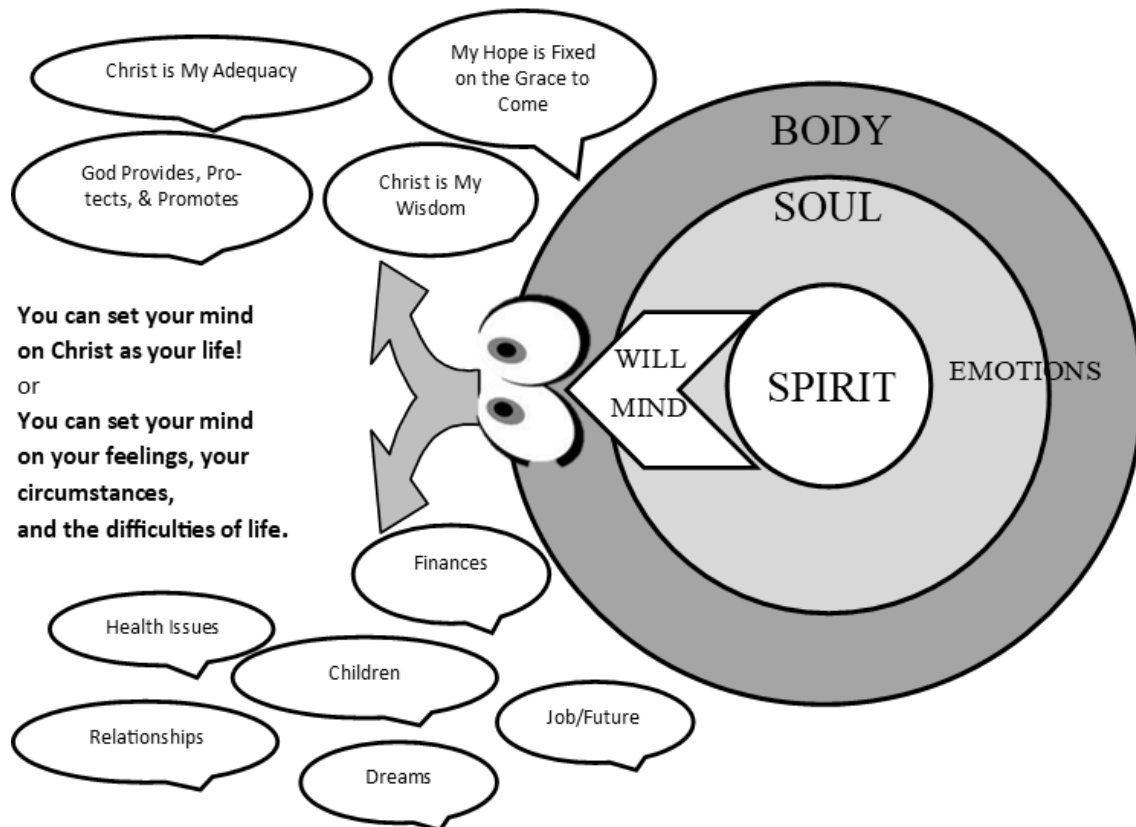 Christ is My Adequacy
My Hope is Fixed
on the Grace to
Come
God Provides, Pro-
tects, & Promotes
Christ is My
Wisdom
BODY
SOUL
WILL
MIND
SPIRIT
EMOTIONS
You can set your mind
on Christ as your life!
or
You can set your mind
on your feelings, your
circumstances,
and the difficulties of life.
Finances
Health Issues
Children
Job/Future
Relationships
Dreams